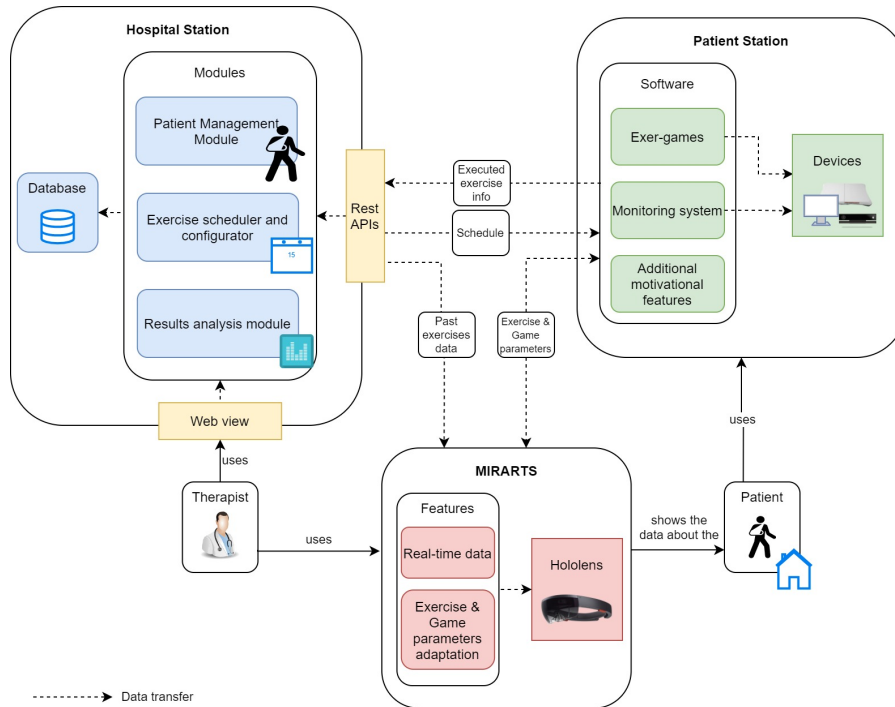 Hospital Station
Modules
Patient Management
Module
Database
Exercise scheduler and
configurator
15
Results analysis module
Rest
APIs
Web view
uses
Therapist
uses
Executed
exercise
info
Schedule
Past
exercises
data
Exercise &
Game
parameters
Patient Station
Software
Exer-games
Monitoring system
Additional
motivational
features
Devices
uses
MIRARTS
Features
Real-time data
Exercise &
Game
parameters
adaptation
Hololens
shows the
data about the
Patient
Data transfer